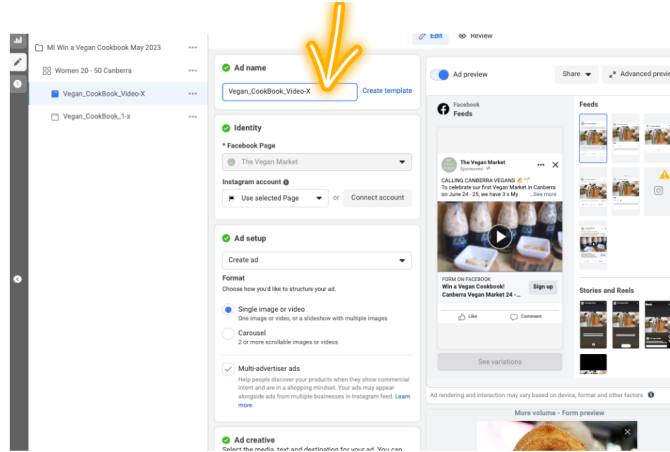 Edit
Review
MI Win a Vegan Cookbook May 2023
Women 20 - 50 Canberra
Vegan_CookBook_Video-X
Vegan_CookBook_1-x
Ad name
Vegan_CookBook_Video-X
Create template
Identity
* Facebook Page
The Vegan Market
Instagram account
Use selected Page
or
Connect account
Ad setup
Create ad
Format
Choose how you'd like to structure your ad.
Single image or video
One image or video, or a slideshow with multiple images
Carousel
2 or more scrollable images or videos
Multi-advertiser ads
Help people discover your products when they show commercial
intent and are in a shopping mindset. Your ads may appear
alongside ads from multiple businesses in Instagram feed. Learn
more
Ad creative
Select the media, text and destination for your ad. You can
Ad preview
Share
Advanced previe
Facebook
Feeds
The Vegan Market
Sponsored
CALLING CANBERRA VEGANS
To celebrate our first Vegan Market in Canberra
on June 24 - 25, we have 3 x My ...See more
FORM ON FACEBOOK
Win a Vegan Cookbook!
Canberra Vegan Market 24 -...
Sign up
Like
Comment
See variations
Feeds
Stories and Reels
Ad rendering and interaction may vary based on device, format and other factors.
More volume - Form preview